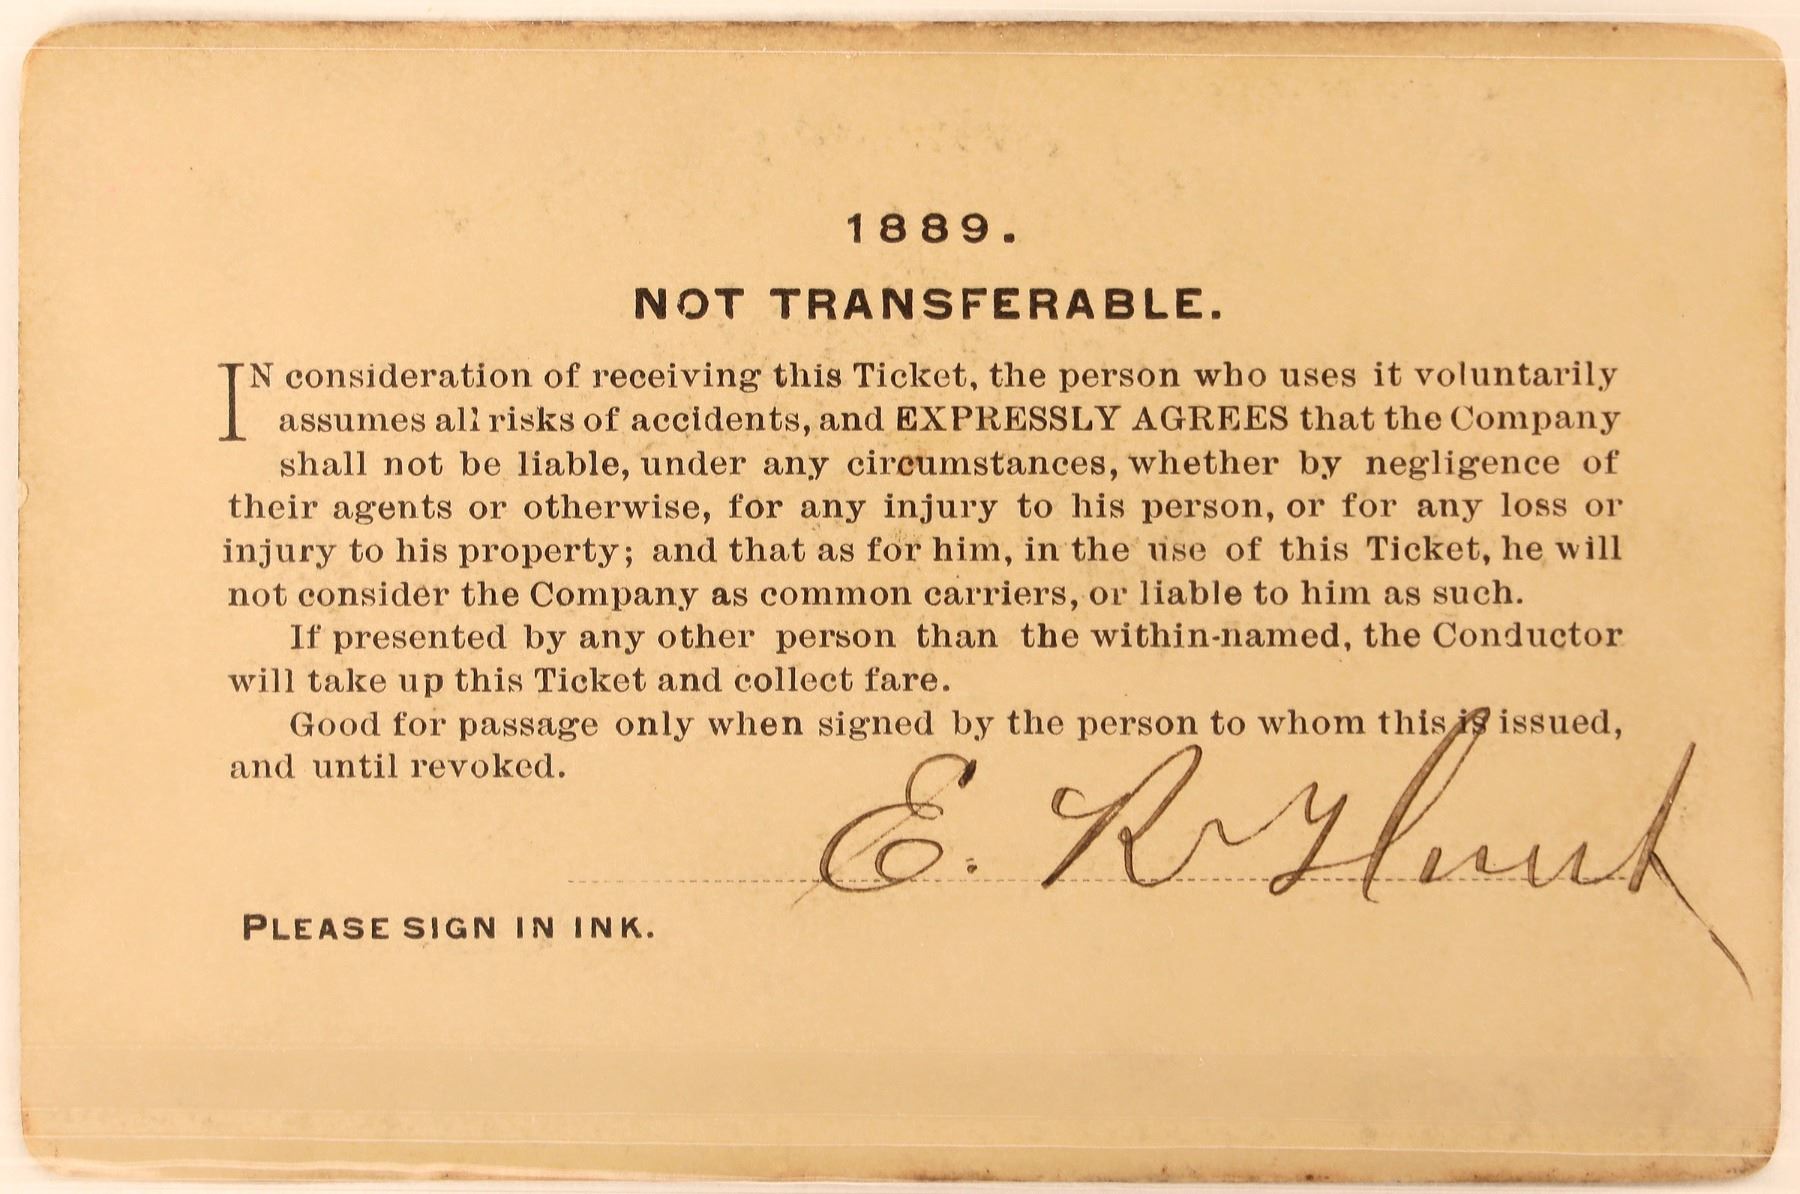 1889.
NOT TRANSFERABLE.
IN consideration of receiving this Ticket, the person who uses it voluntarily
assumes all risks of accidents, and EXPRESSLY AGREES that the Company
shall not be liable, under any circumstances, whether by negligence of
their agents or otherwise, for any injury to his person, or for any loss or
injury to his property; and that as for him, in the use of this Ticket, he will
not consider the Company as common carriers, or liable to him as such.
If presented by any other person than the within-named, the Conductor
will take up this Ticket and collect fare.
Good for passage only when signed by the person to whom this is issued,
and until revoked.
E. R Hunt
PLEASE SIGN IN INK.